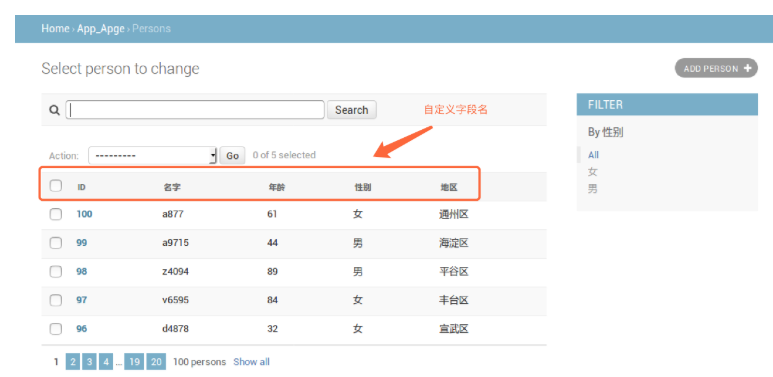 Home › App_Apge › Persons
Select person to change
ADD PERSON +
Search
自定义字段名
Action: --------- Go 0 of 5 selected
ID 名字 年龄 性别 地区
100 a877 61 女 通州区
99 a9715 44 男 海淀区
98 z4094 89 男 平谷区
97 v6595 84 女 丰台区
96 d4878 32 女 宣武区
1 2 3 4 ... 19 20 100 persons Show all
FILTER
By 性别
All
女
男